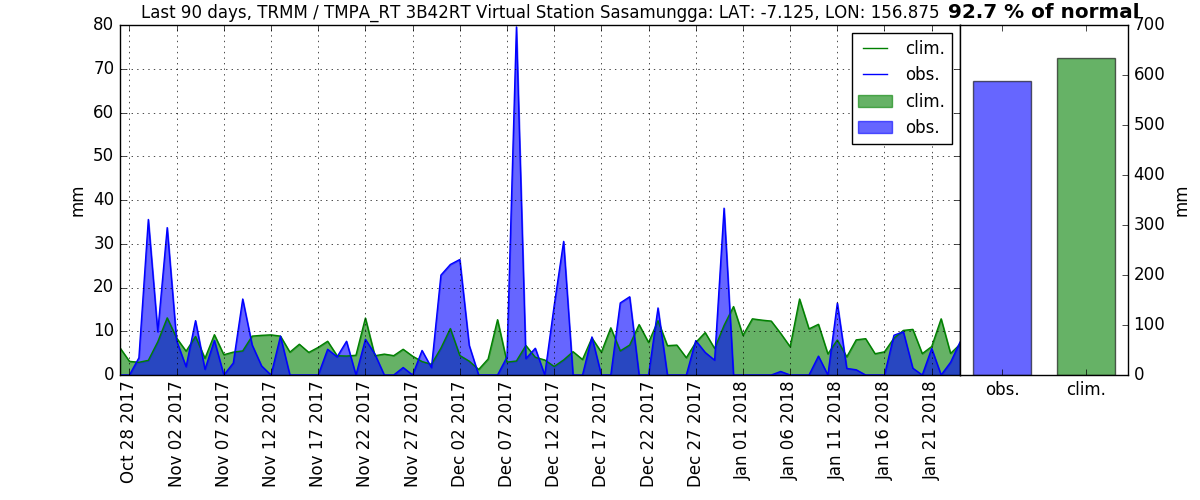 Last 90 days, TRMM / TMPA_RT 3B42RT Virtual Station Sasamungga: LAT: -7.125, LON: 156.875 92.7 % of normal
clim.
obs.
clim.
obs.
80
70
60
50
40
30
20
10
0
mm
Oct 28 2017
Nov 02 2017
Nov 07 2017
Nov 12 2017
Nov 17 2017
Nov 22 2017
Nov 27 2017
Dec 02 2017
Dec 07 2017
Dec 12 2017
Dec 17 2017
Dec 22 2017
Dec 27 2017
Jan 01 2018
Jan 06 2018
Jan 11 2018
Jan 16 2018
Jan 21 2018
obs.
clim.
700
600
500
400
300
200
100
0
mm